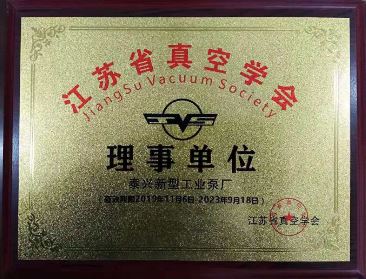 江苏省真空学会
JiangSu Vacuum Society
JVS
理事单位
泰兴新型工业泵厂
(有效期限2019年11月6日-2023年9月18日)
江苏省真空学会